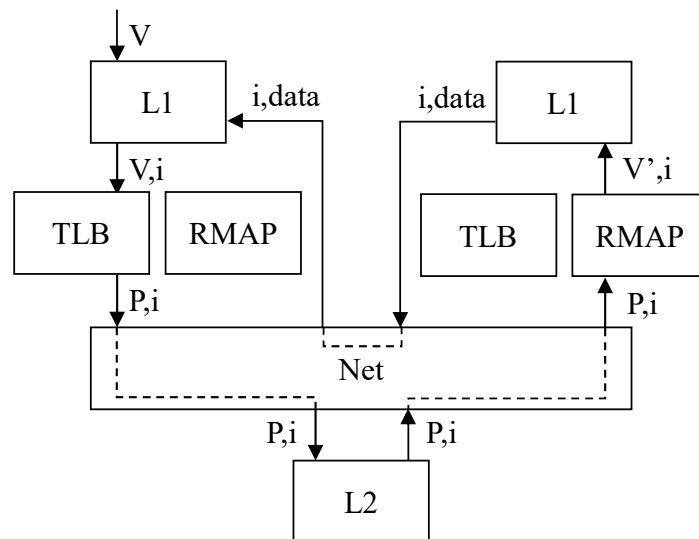 V
L1
i,data
i,data
L1
V,i
V’,i
TLB
RMAP
TLB
RMAP
P,i
P,i
Net
P,i
P,i
L2